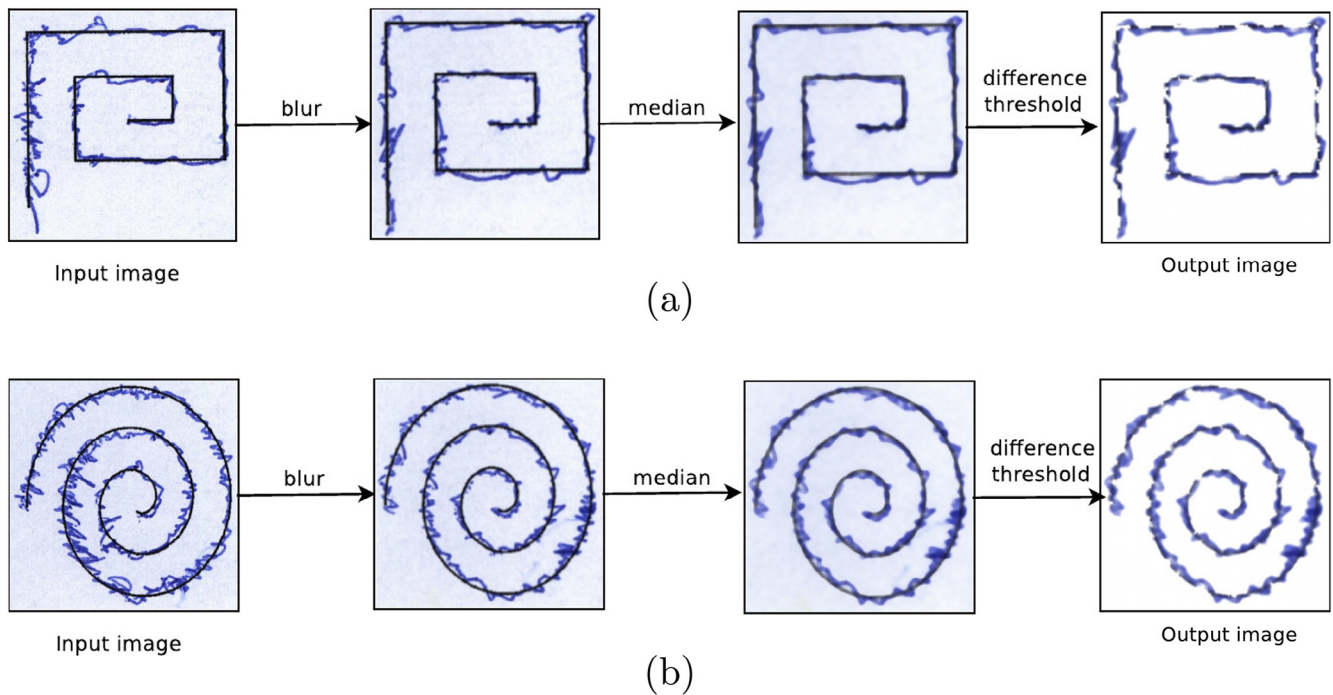 blur
median
difference
threshold
Input image
Output image
(a)
blur
median
difference
threshold
Input image
Output image
(b)